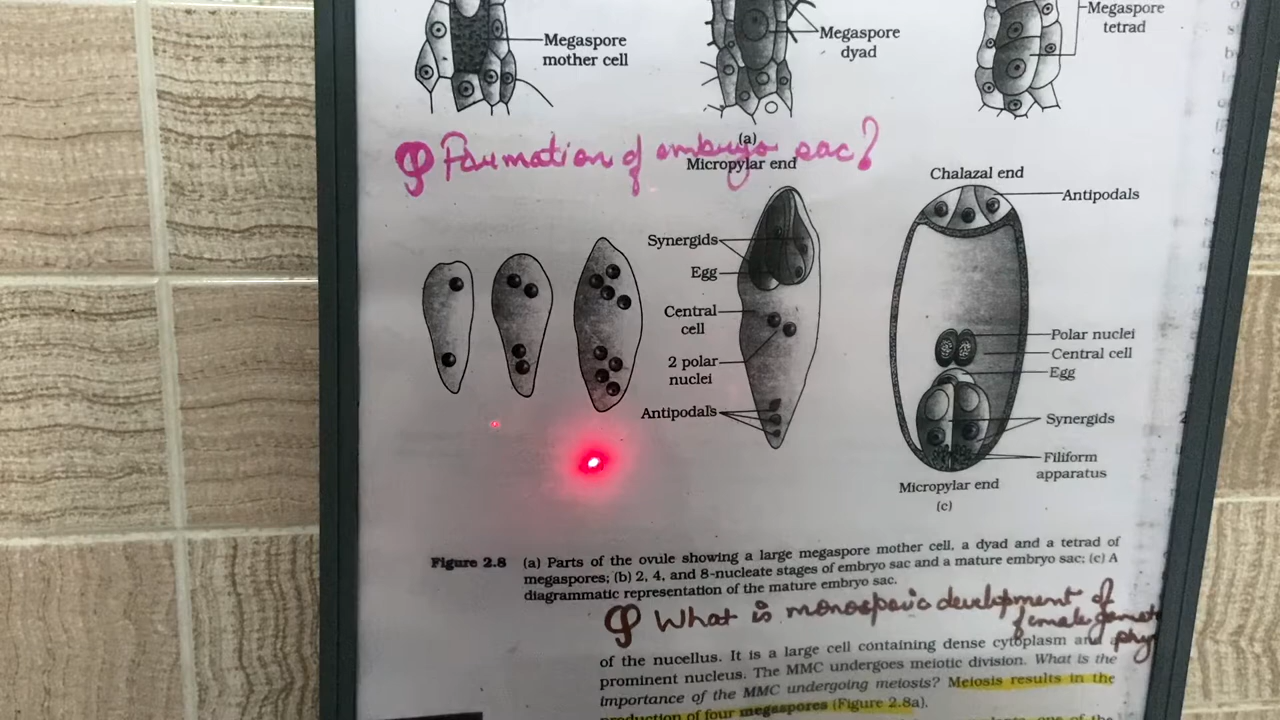 Megaspore
mother cell
Megaspore
dyad
Megaspore
tetrad
(a)
Q Formation of embryo sac?
Micropylar end
Chalazal end
Antipodals
Synergids
Egg
Central
cell
2 polar
nuclei
Antipodals
Polar nuclei
Central cell
Egg
Synergids
Filiform
apparatus
Micropylar end
(c)
Figure 2.8 (a) Parts of the ovule showing a large megaspore mother cell, a dyad and a tetrad of
megaspores; (b) 2, 4, and 8-nucleate stages of embryo sac and a mature embryo sac; (c) A
diagrammatic representation of the mature embryo sac.
Q What is monosporic development of
female gameto
phy
of the nucellus. It is a large cell containing dense cytoplasm and a
prominent nucleus. The MMC undergoes meiotic division. What is the
importance of the MMC undergoing meiosis? Meiosis results in the
production of four megaspores (Figure 2.8a).